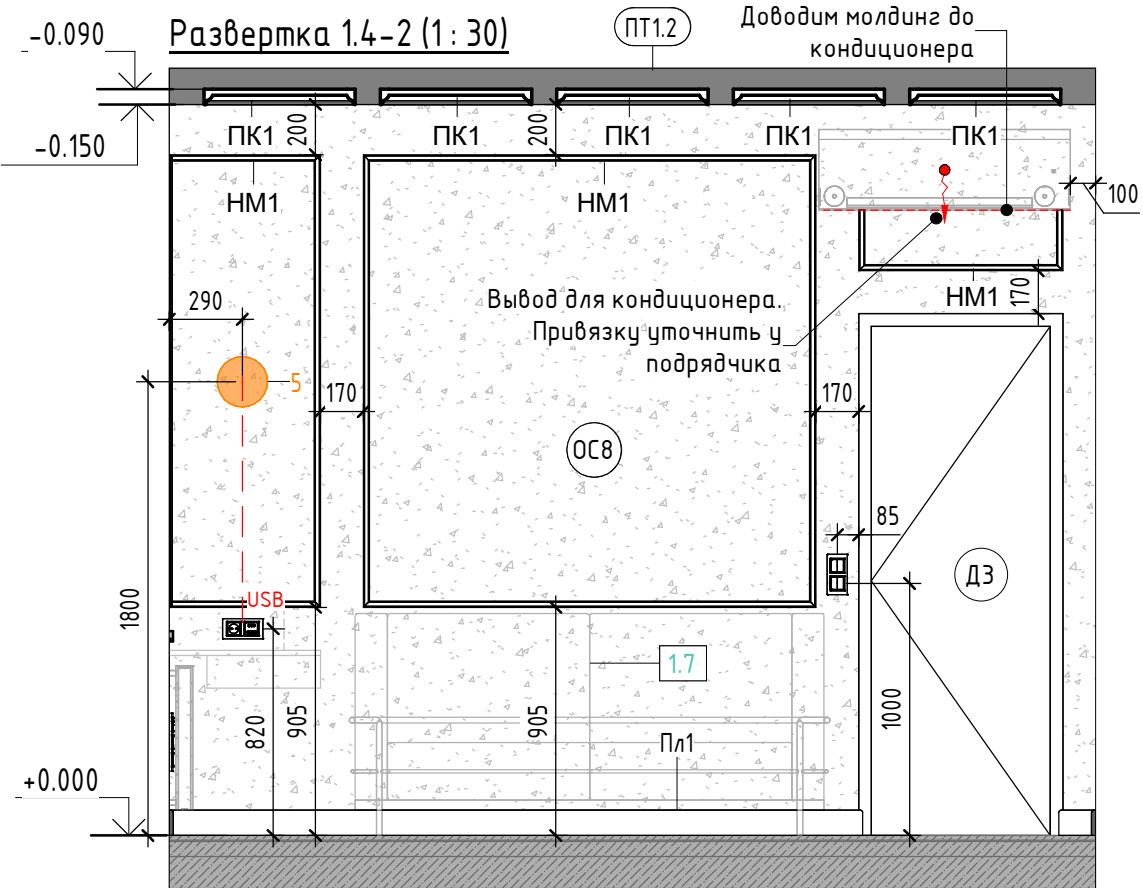 Развертка 1.4-2 (1 : 30)
ПТ1.2
Доводим молдинг до
кондиционера
-0.090
-0.150
200
200
ПК1
ПК1
ПК1
ПК1
ПК1
100
НМ1
НМ1
НМ1
170
290
Вывод для кондиционера.
Привязку уточнить у
подрядчика
5
170
170
ОС8
85
Д3
1800
USB
1.7
820
905
905
1000
Пл1
+0.000